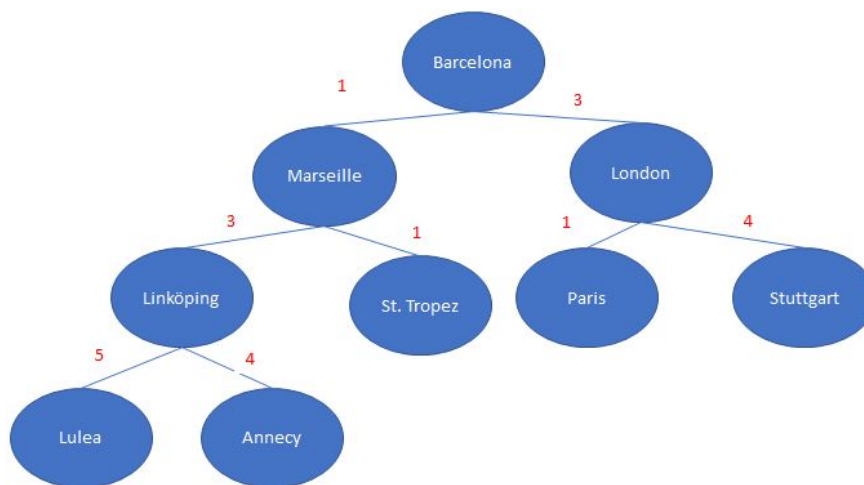 Barcelona
1
3
Marseille
London
3
1
1
4
Linköping
St. Tropez
Paris
Stuttgart
5
4
Lulea
Annecy